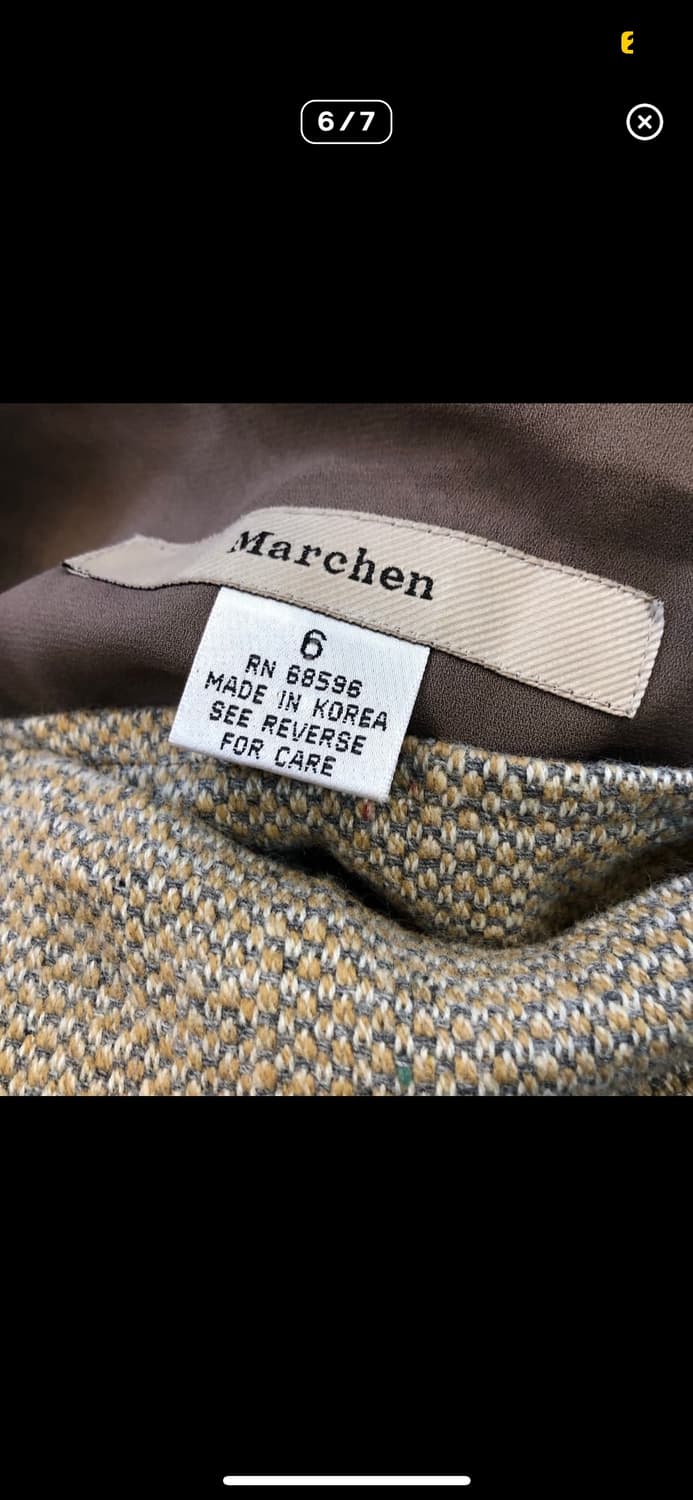 6/7
Marchen
6
RN 68596
MADE IN KOREA
SEE REVERSE
FOR CARE